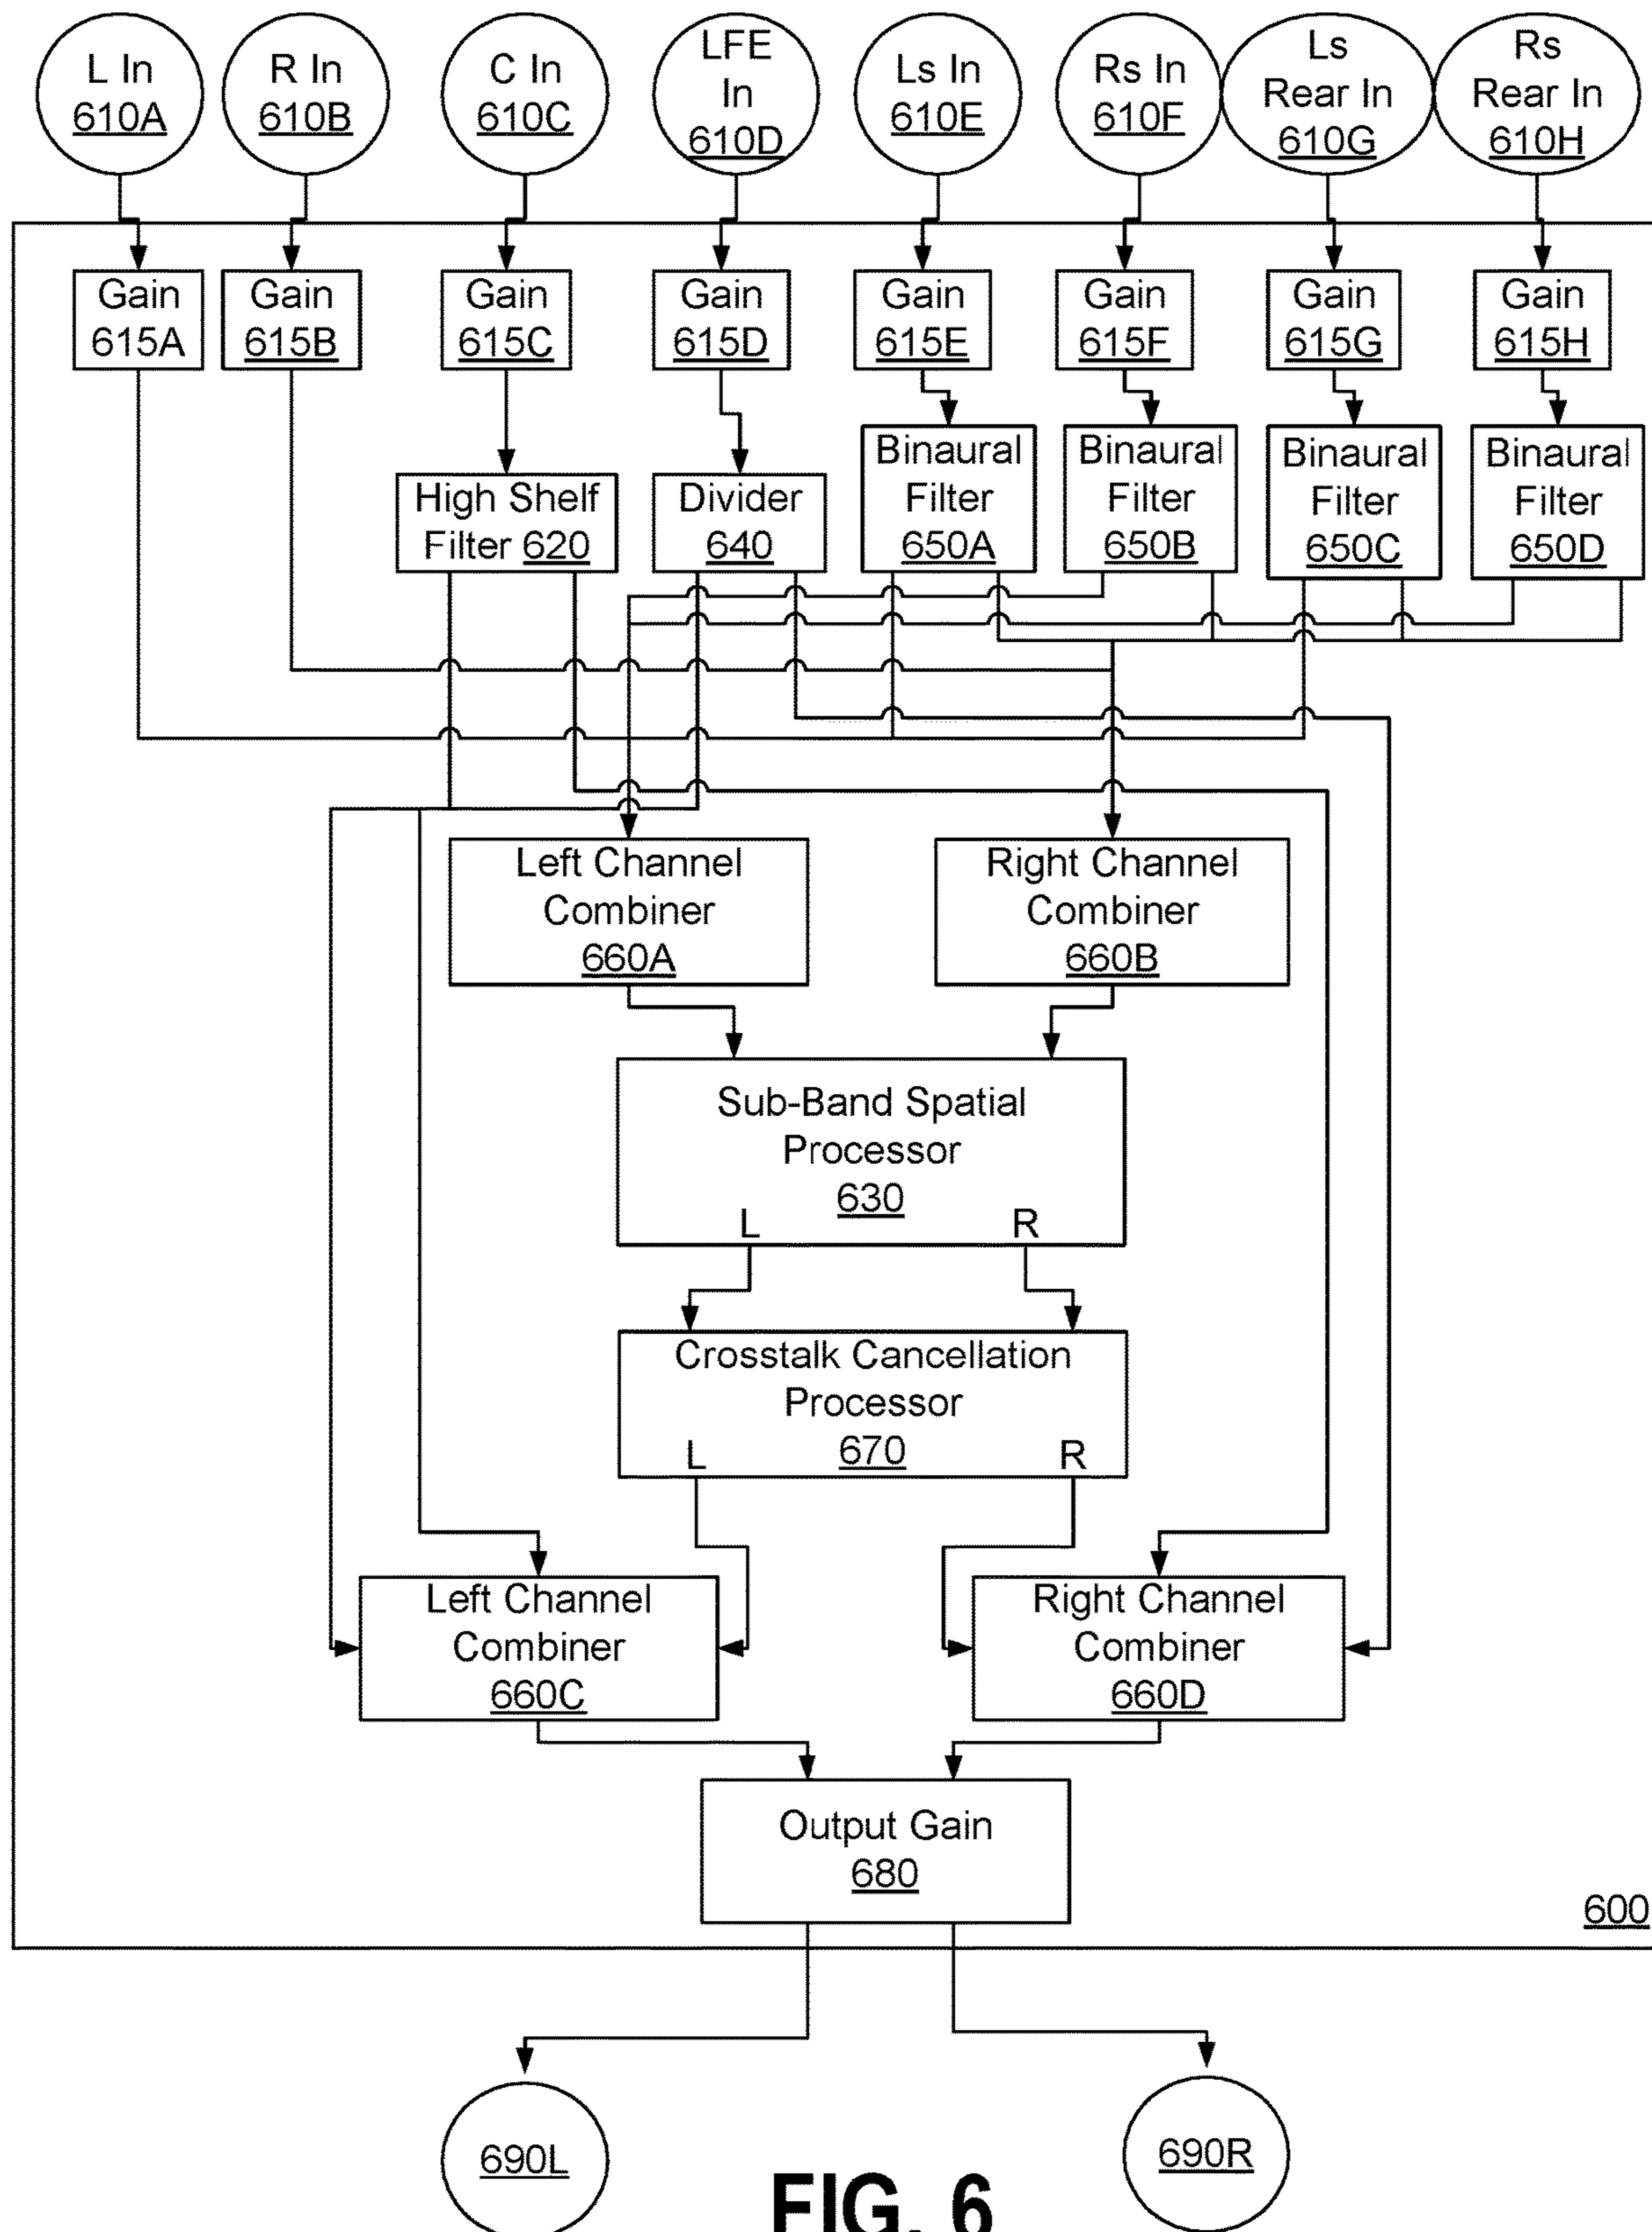 L In
610A
R In
610B
C In
610C
LFE
In
610D
Ls In
610E
Rs In
610F
Ls
Rear In
610G
Rs
Rear In
610H
Gain
615A
Gain
615B
Gain
615C
Gain
615D
Gain
615E
Gain
615F
Gain
615G
Gain
615H
High Shelf
Filter 620
Divider
640
Binaural
Filter
650A
Binaural
Filter
650B
Binaural
Filter
650C
Binaural
Filter
650D
Left Channel
Combiner
660A
Right Channel
Combiner
660B
Sub-Band Spatial
Processor
630
L
R
Crosstalk Cancellation
Processor
670
L
R
Left Channel
Combiner
660C
Right Channel
Combiner
660D
Output Gain
680
600
690L
690R
FIG. 6